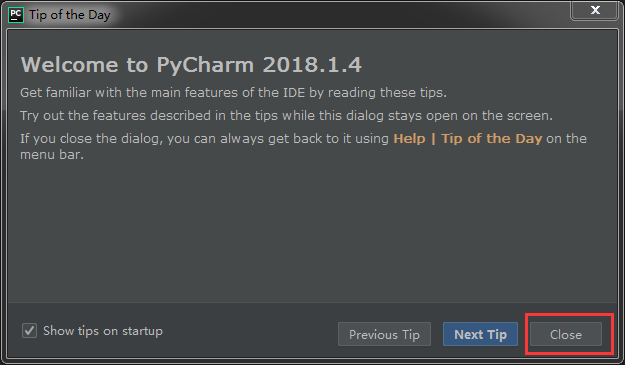 PC Tip of the Day
Welcome to PyCharm 2018.1.4
Get familiar with the main features of the IDE by reading these tips.
Try out the features described in the tips while this dialog stays open on the screen.
If you close the dialog, you can always get back to it using Help | Tip of the Day on the
menu bar.
Show tips on startup
Previous Tip
Next Tip
Close